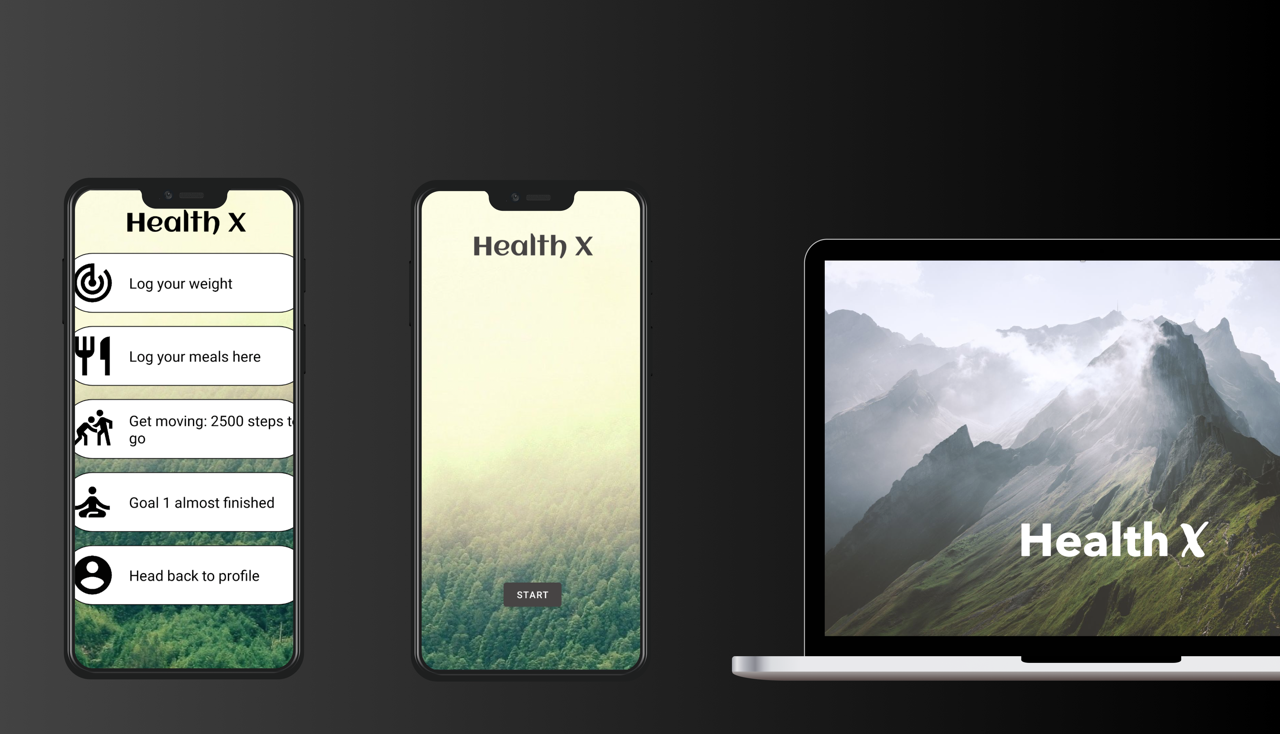 Health X
Log your weight
Log your meals here
Get moving: 2500 steps to
go
Goal 1 almost finished
Head back to profile
Health X
START
Health X